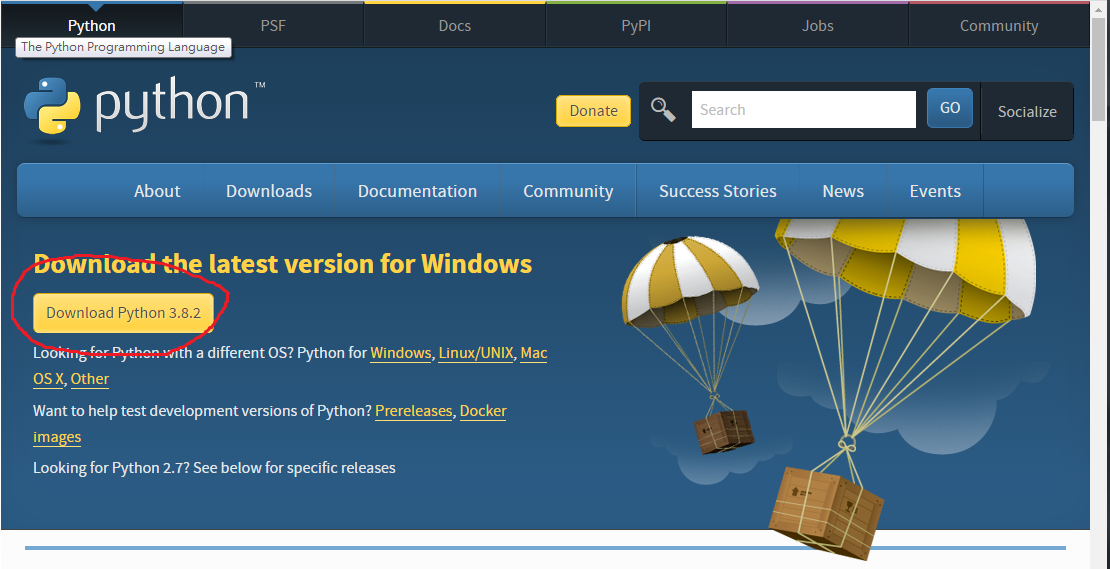 Python PSF Docs PyPI Jobs Community
The Python Programming Language
python™
Donate Search GO Socialize
About Downloads Documentation Community Success Stories News Events
Download the latest version for Windows
Download Python 3.8.2
Looking for Python with a different OS? Python for Windows, Linux/UNIX, Mac
OS X, Other
Want to help test development versions of Python? Prereleases, Docker
images
Looking for Python 2.7? See below for specific releases